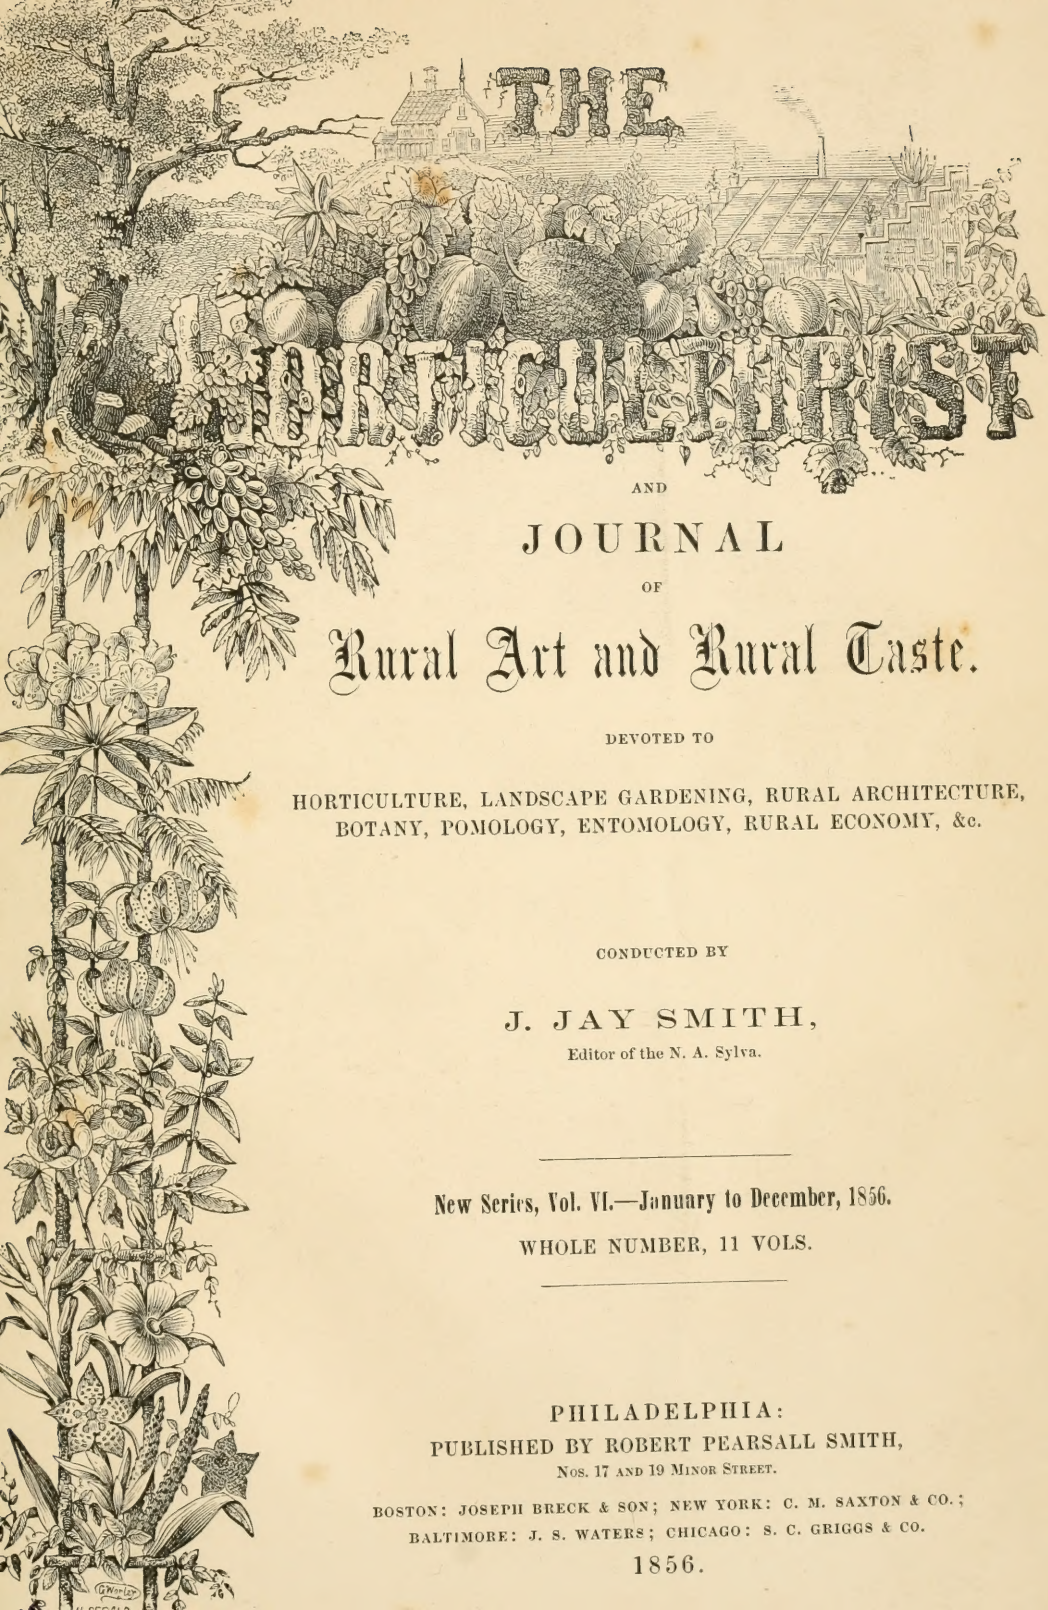 THE
HORTICULTURIST
AND
JOURNAL
OF
Rural Art and Rural Taste.
DEVOTED TO
HORTICULTURE, LANDSCAPE GARDENING, RURAL ARCHITECTURE,
BOTANY, POMOLOGY, ENTOMOLOGY, RURAL ECONOMY, &c.
CONDUCTED BY
J. JAY SMITH,
Editor of the N. A. Sylva.
New Series, Vol. VI.—January to December, 1856.
WHOLE NUMBER, 11 VOLS.
PHILADELPHIA:
PUBLISHED BY ROBERT PEARSALL SMITH,
Nos. 17 AND 19 MINOR STREET.
BOSTON: JOSEPH BRECK & SON; NEW YORK: C. M. SAXTON & CO.;
BALTIMORE: J. S. WATERS; CHICAGO: S. C. GRIGGS & CO.
1856.